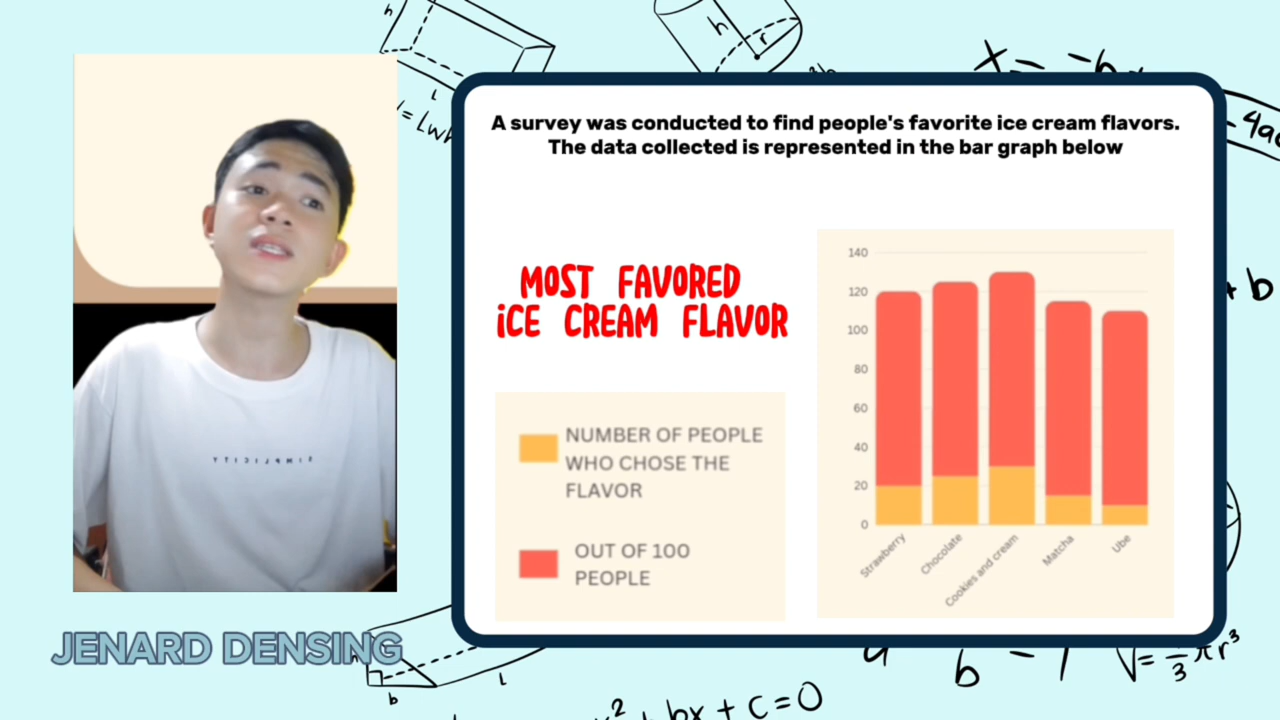 A survey was conducted to find people's favorite ice cream flavors.
The data collected is represented in the bar graph below
MOST FAVORED
iCE CREAM FLAVOR
NUMBER OF PEOPLE
WHO CHOSE THE
FLAVOR
OUT OF 100
PEOPLE
140
120
100
80
60
40
20
0
Strawberry
Chocolate
Cookies and cream
Matcha
Ube
JENARD DENSING
h
l
h
r
b
l
b
+ b